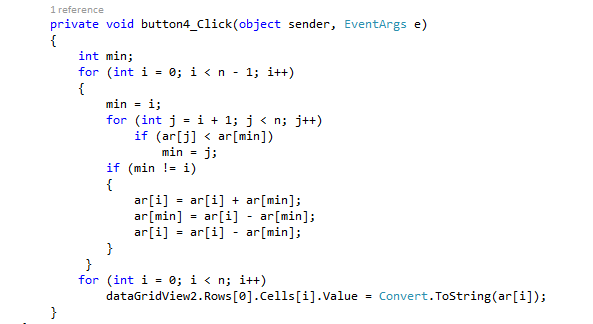 1 reference
private void button4_Click(object sender, EventArgs e)
{
    int min;
    for (int i = 0; i < n - 1; i++)
    {
        min = i;
        for (int j = i + 1; j < n; j++)
            if (ar[j] < ar[min])
                min = j;
        if (min != i)
        {
            ar[i] = ar[i] + ar[min];
            ar[min] = ar[i] - ar[min];
            ar[i] = ar[i] - ar[min];
        }
     }
    for (int i = 0; i < n; i++)
        dataGridView2.Rows[0].Cells[i].Value = Convert.ToString(ar[i]);
}